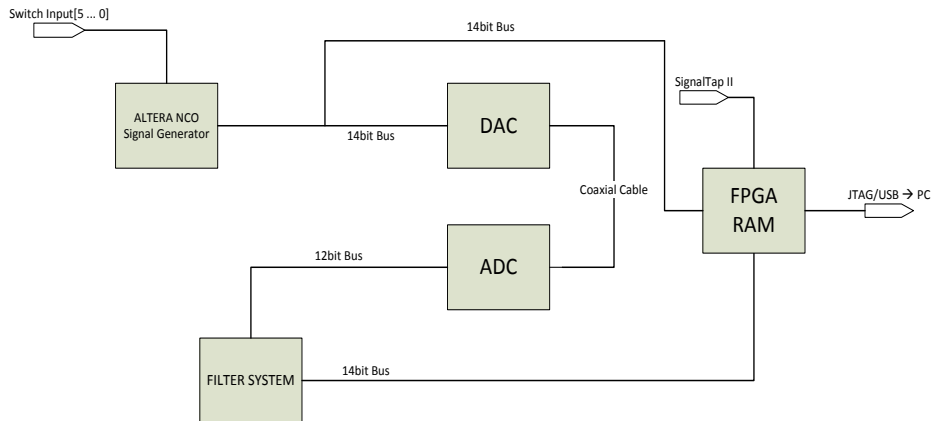 Switch Input[5 ... 0]
14bit Bus
SignalTap II
ALTERA NCO
Signal Generator
14bit Bus
DAC
Coaxial Cable
FPGA
RAM
JTAG/USB → PC
12bit Bus
ADC
FILTER SYSTEM
14bit Bus